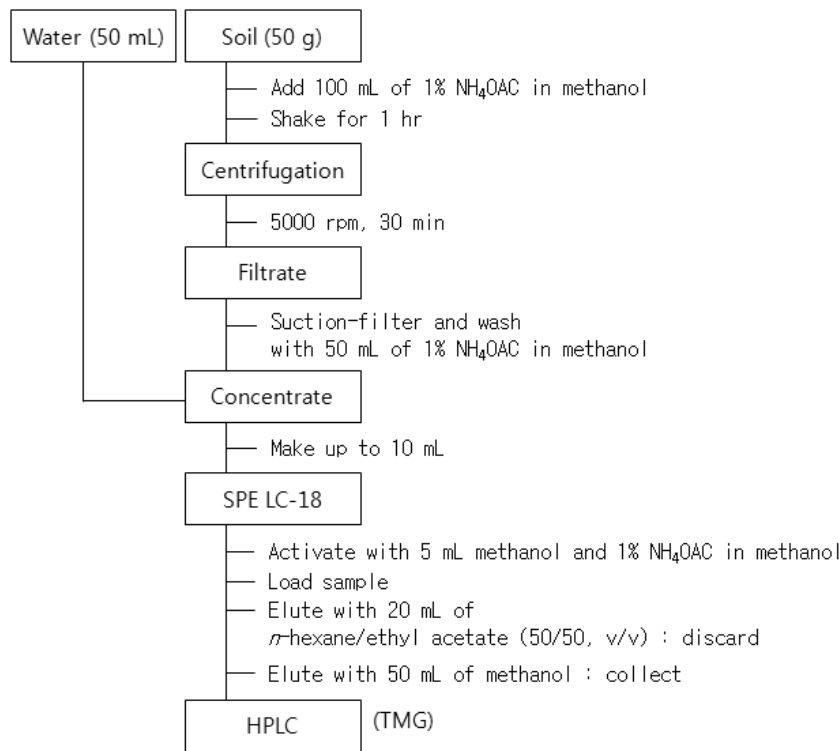 Water (50 mL)
Soil (50 g)
Add 100 mL of 1% NH₄OAC in methanol
Shake for 1 hr
Centrifugation
5000 rpm, 30 min
Filtrate
Suction-filter and wash
with 50 mL of 1% NH₄OAC in methanol
Concentrate
Make up to 10 mL
SPE LC-18
Activate with 5 mL methanol and 1% NH₄OAC in methanol
Load sample
Elute with 20 mL of
n-hexane/ethyl acetate (50/50, v/v) : discard
Elute with 50 mL of methanol : collect
HPLC
(TMG)